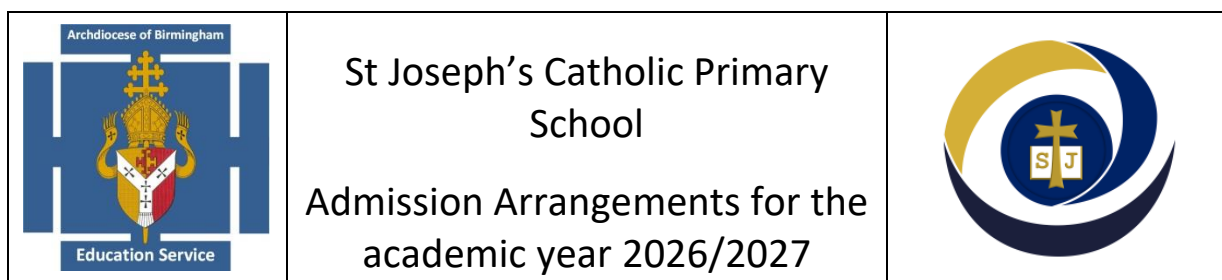 Archdiocese of Birmingham
Education Service
St Joseph’s Catholic Primary
School
Admission Arrangements for the
academic year 2026/2027
S J